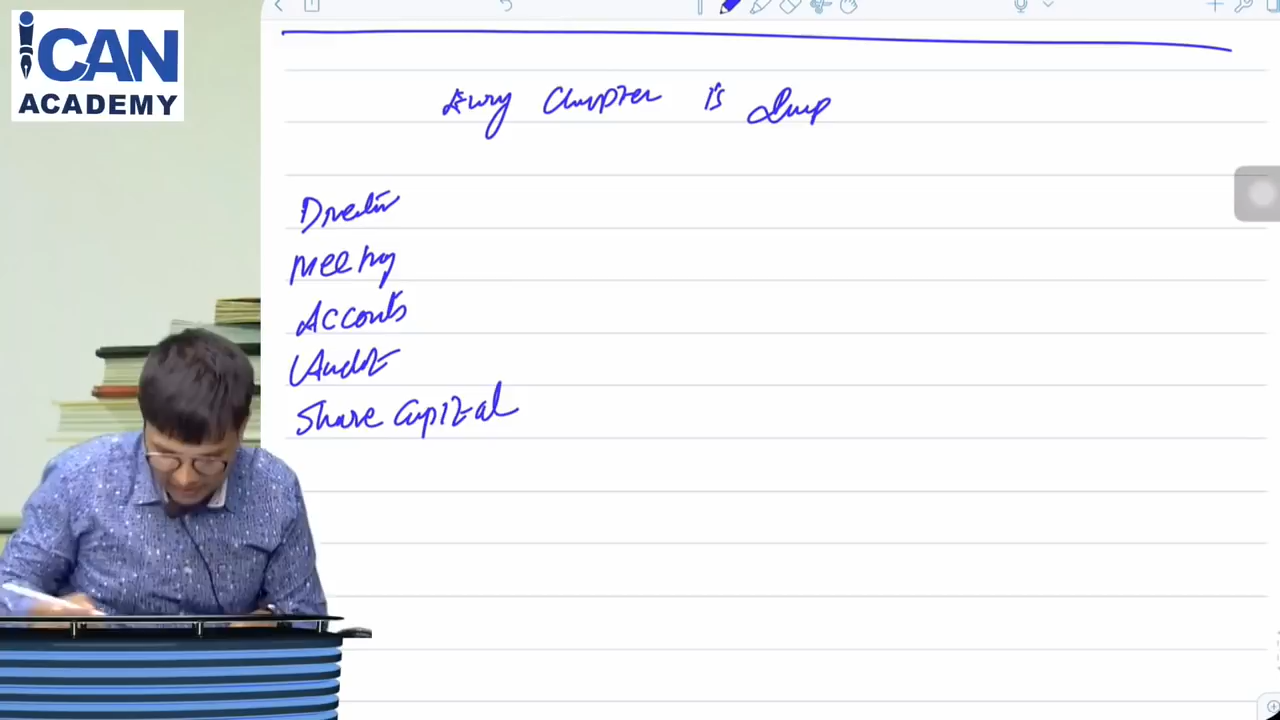 iCAN
ACADEMY
Every Chapter is Imp
Director
Meeting
Accounts
Audit
Share Capital